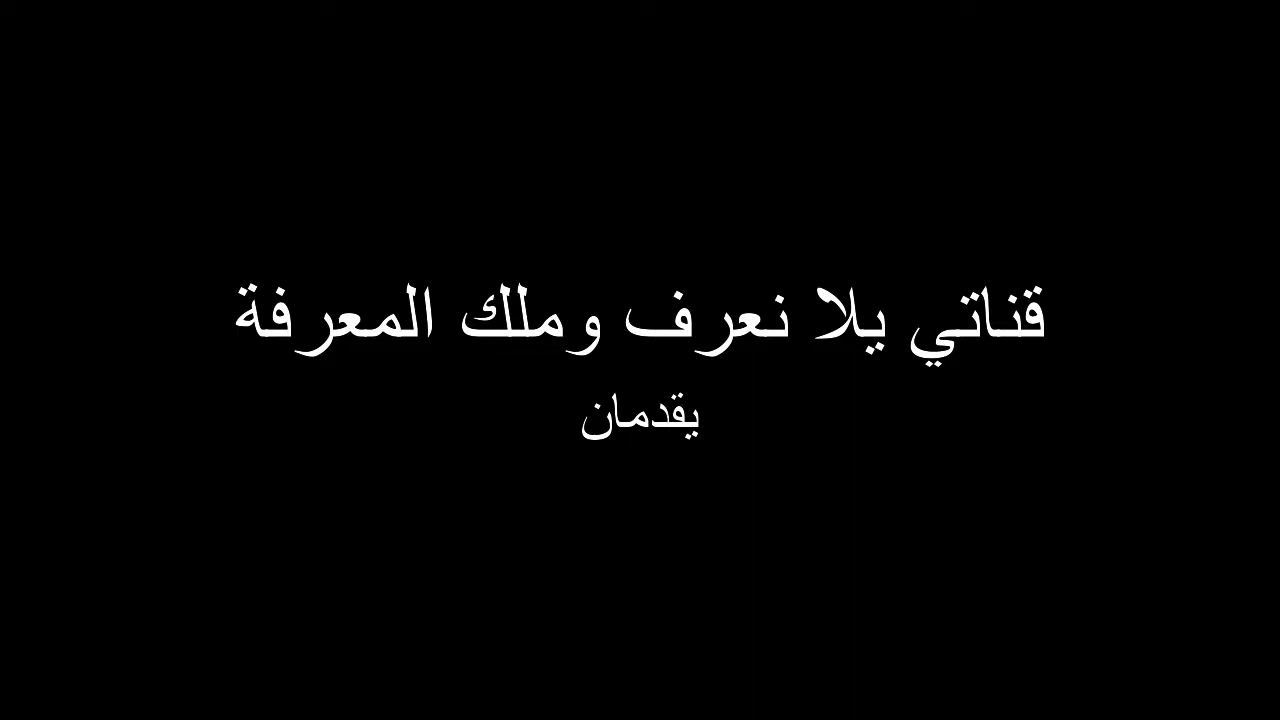 قناتي يلا نعرف وملك المعرفة
يقدمان